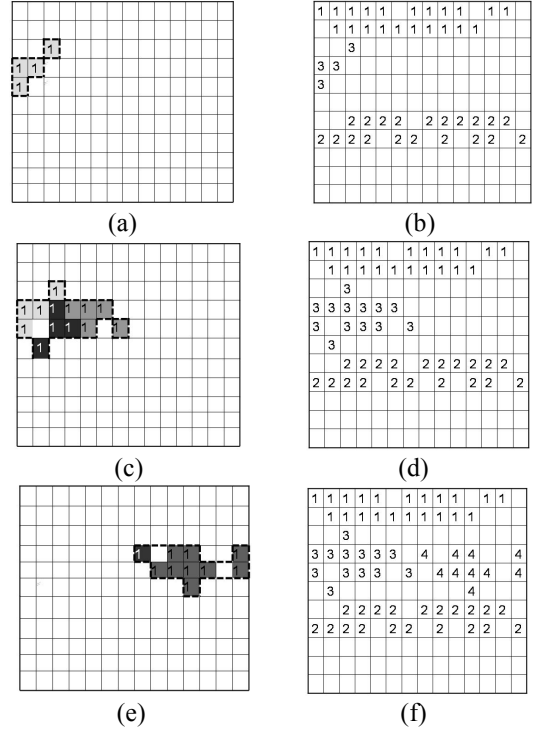 1
1 1
1
(a)
1 1 1 1 1 1 1 1 1 1 1
1 1 1 1 1 1 1 1 1 1
3
3 3
3
2 2 2 2 2 2 2 2 2 2
2 2 2 2 2 2 2 2 2 2
(b)
1
1 1 1 1 1 1
1 1 1 1 1
1
(c)
1 1 1 1 1 1 1 1 1 1 1
1 1 1 1 1 1 1 1 1 1
3
3 3 3 3 3 3
3 3 3 3 3
3
2 2 2 2 2 2 2 2 2 2
2 2 2 2 2 2 2 2 2 2
(d)
1 1 1 1
1 1 1 1 1
1
(e)
1 1 1 1 1 1 1 1 1 1 1
1 1 1 1 1 1 1 1 1 1
3
3 3 3 3 3 3 4 4 4 4
3 3 3 3 3 4 4 4 4 4
3 4
2 2 2 2 2 2 2 2 2 2
2 2 2 2 2 2 2 2 2 2
(f)